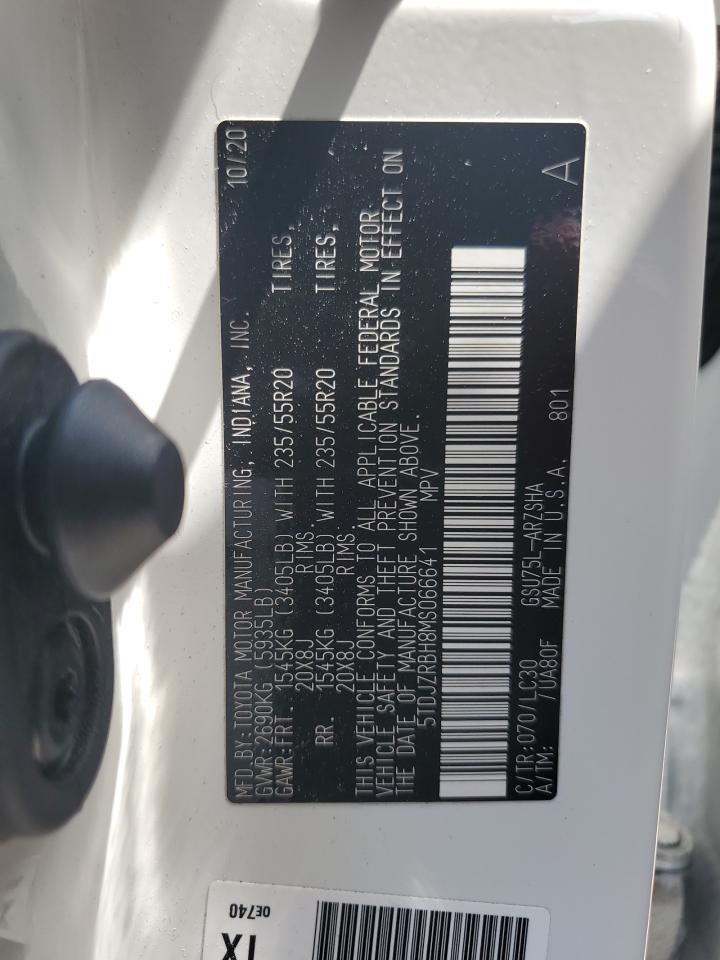 MFD.BY:TOYOTA MOTOR MANUFACTURING, INDIANA, INC. 10/20
GVWR:2690KG (5935LB)
GAWR:FRT. 1545KG (3405LB) WITH 235/55R20 TIRES,
20X8J RIMS.
RR. 1545KG (3405LB) WITH 235/55R20 TIRES,
20X8J RIMS.
THIS VEHICLE CONFORMS TO ALL APPLICABLE FEDERAL MOTOR
VEHICLE SAFETY AND THEFT PREVENTION STANDARDS IN EFFECT ON
THE DATE OF MANUFACTURE SHOWN ABOVE.
5TDJZRBH8MS066641 MPV
C/TR:070/LC30 GSU75L-ARZSHA
A/TM: /UA80F MADE IN U.S.A. 801 A
0E740